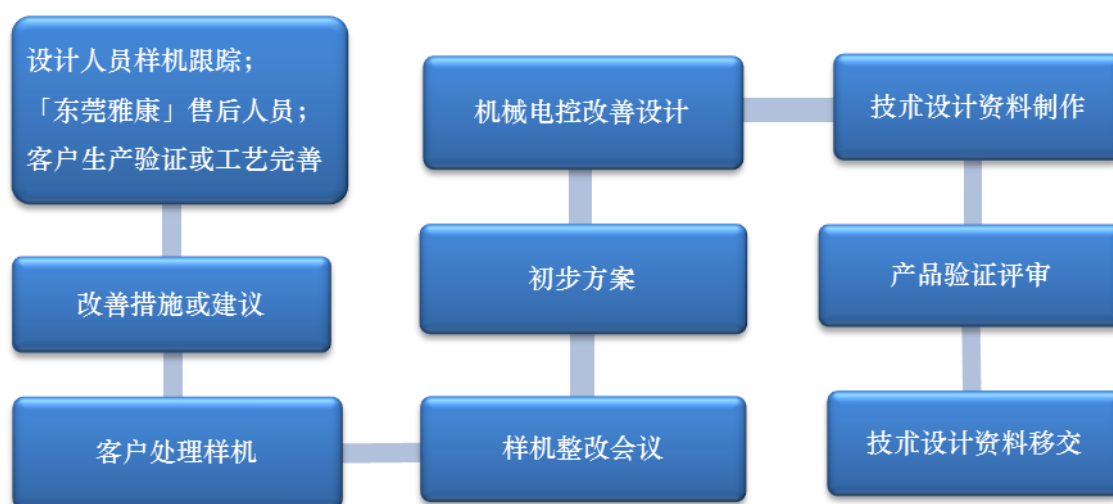 设计人员样机跟踪；
「东莞雅康」售后人员；
客户生产验证或工艺完善
改善措施或建议
客户处理样机
样机整改会议
初步方案
机械电控改善设计
技术设计资料制作
产品验证评审
技术设计资料移交